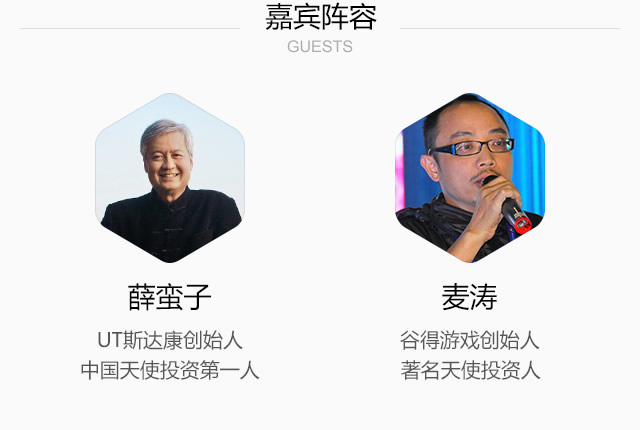 嘉宾阵容
GUESTS
薛蛮子
麦涛
UT斯达康创始人
谷得游戏创始人
中国天使投资第一人
著名天使投资人